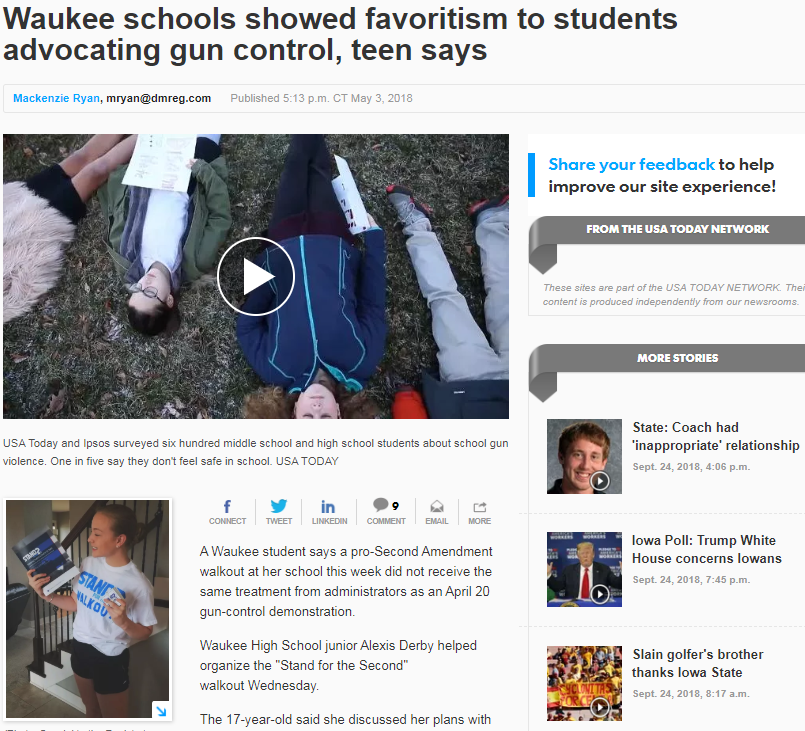 Waukee schools showed favoritism to students
advocating gun control, teen says
Mackenzie Ryan, mryan@dmreg.com Published 5:13 p.m. CT May 3, 2018
USA Today and Ipsos surveyed six hundred middle school and high school students about school gun
violence. One in five say they don't feel safe in school. USA TODAY
STAND
WALKOUT
9
CONNECT TWEET LINKEDIN COMMENT EMAIL MORE
A Waukee student says a pro-Second Amendment
walkout at her school this week did not receive the
same treatment from administrators as an April 20
gun-control demonstration.
Waukee High School junior Alexis Derby helped
organize the "Stand for the Second"
walkout Wednesday.
The 17-year-old said she discussed her plans with
Share your feedback to help
improve our site experience!
FROM THE USA TODAY NETWORK
These sites are part of the USA TODAY NETWORK. Their
content is produced independently from our newsrooms.
MORE STORIES
State: Coach had
'inappropriate' relationship
Sept. 24, 2018, 4:06 p.m.
Iowa Poll: Trump White
House concerns Iowans
Sept. 24, 2018, 7:45 p.m.
Slain golfer's brother
thanks Iowa State
Sept. 24, 2018, 8:17 a.m.